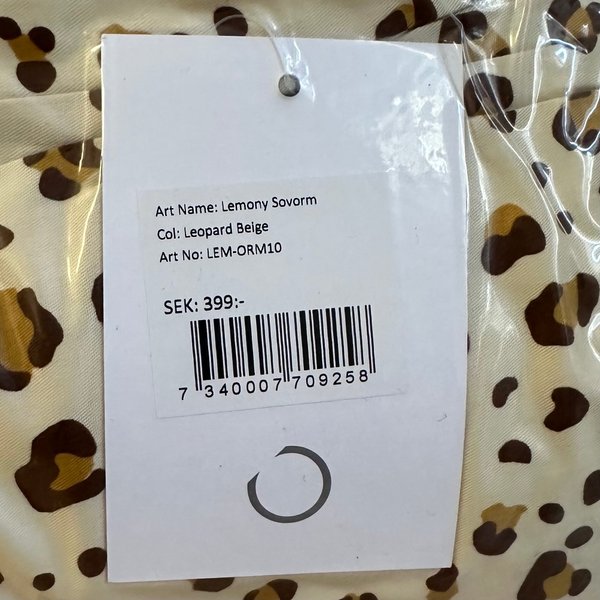 Art Name: Lemony Sovorm
Col: Leopard Beige
Art No: LEM-ORM10
SEK: 399:-
7 340007 709258